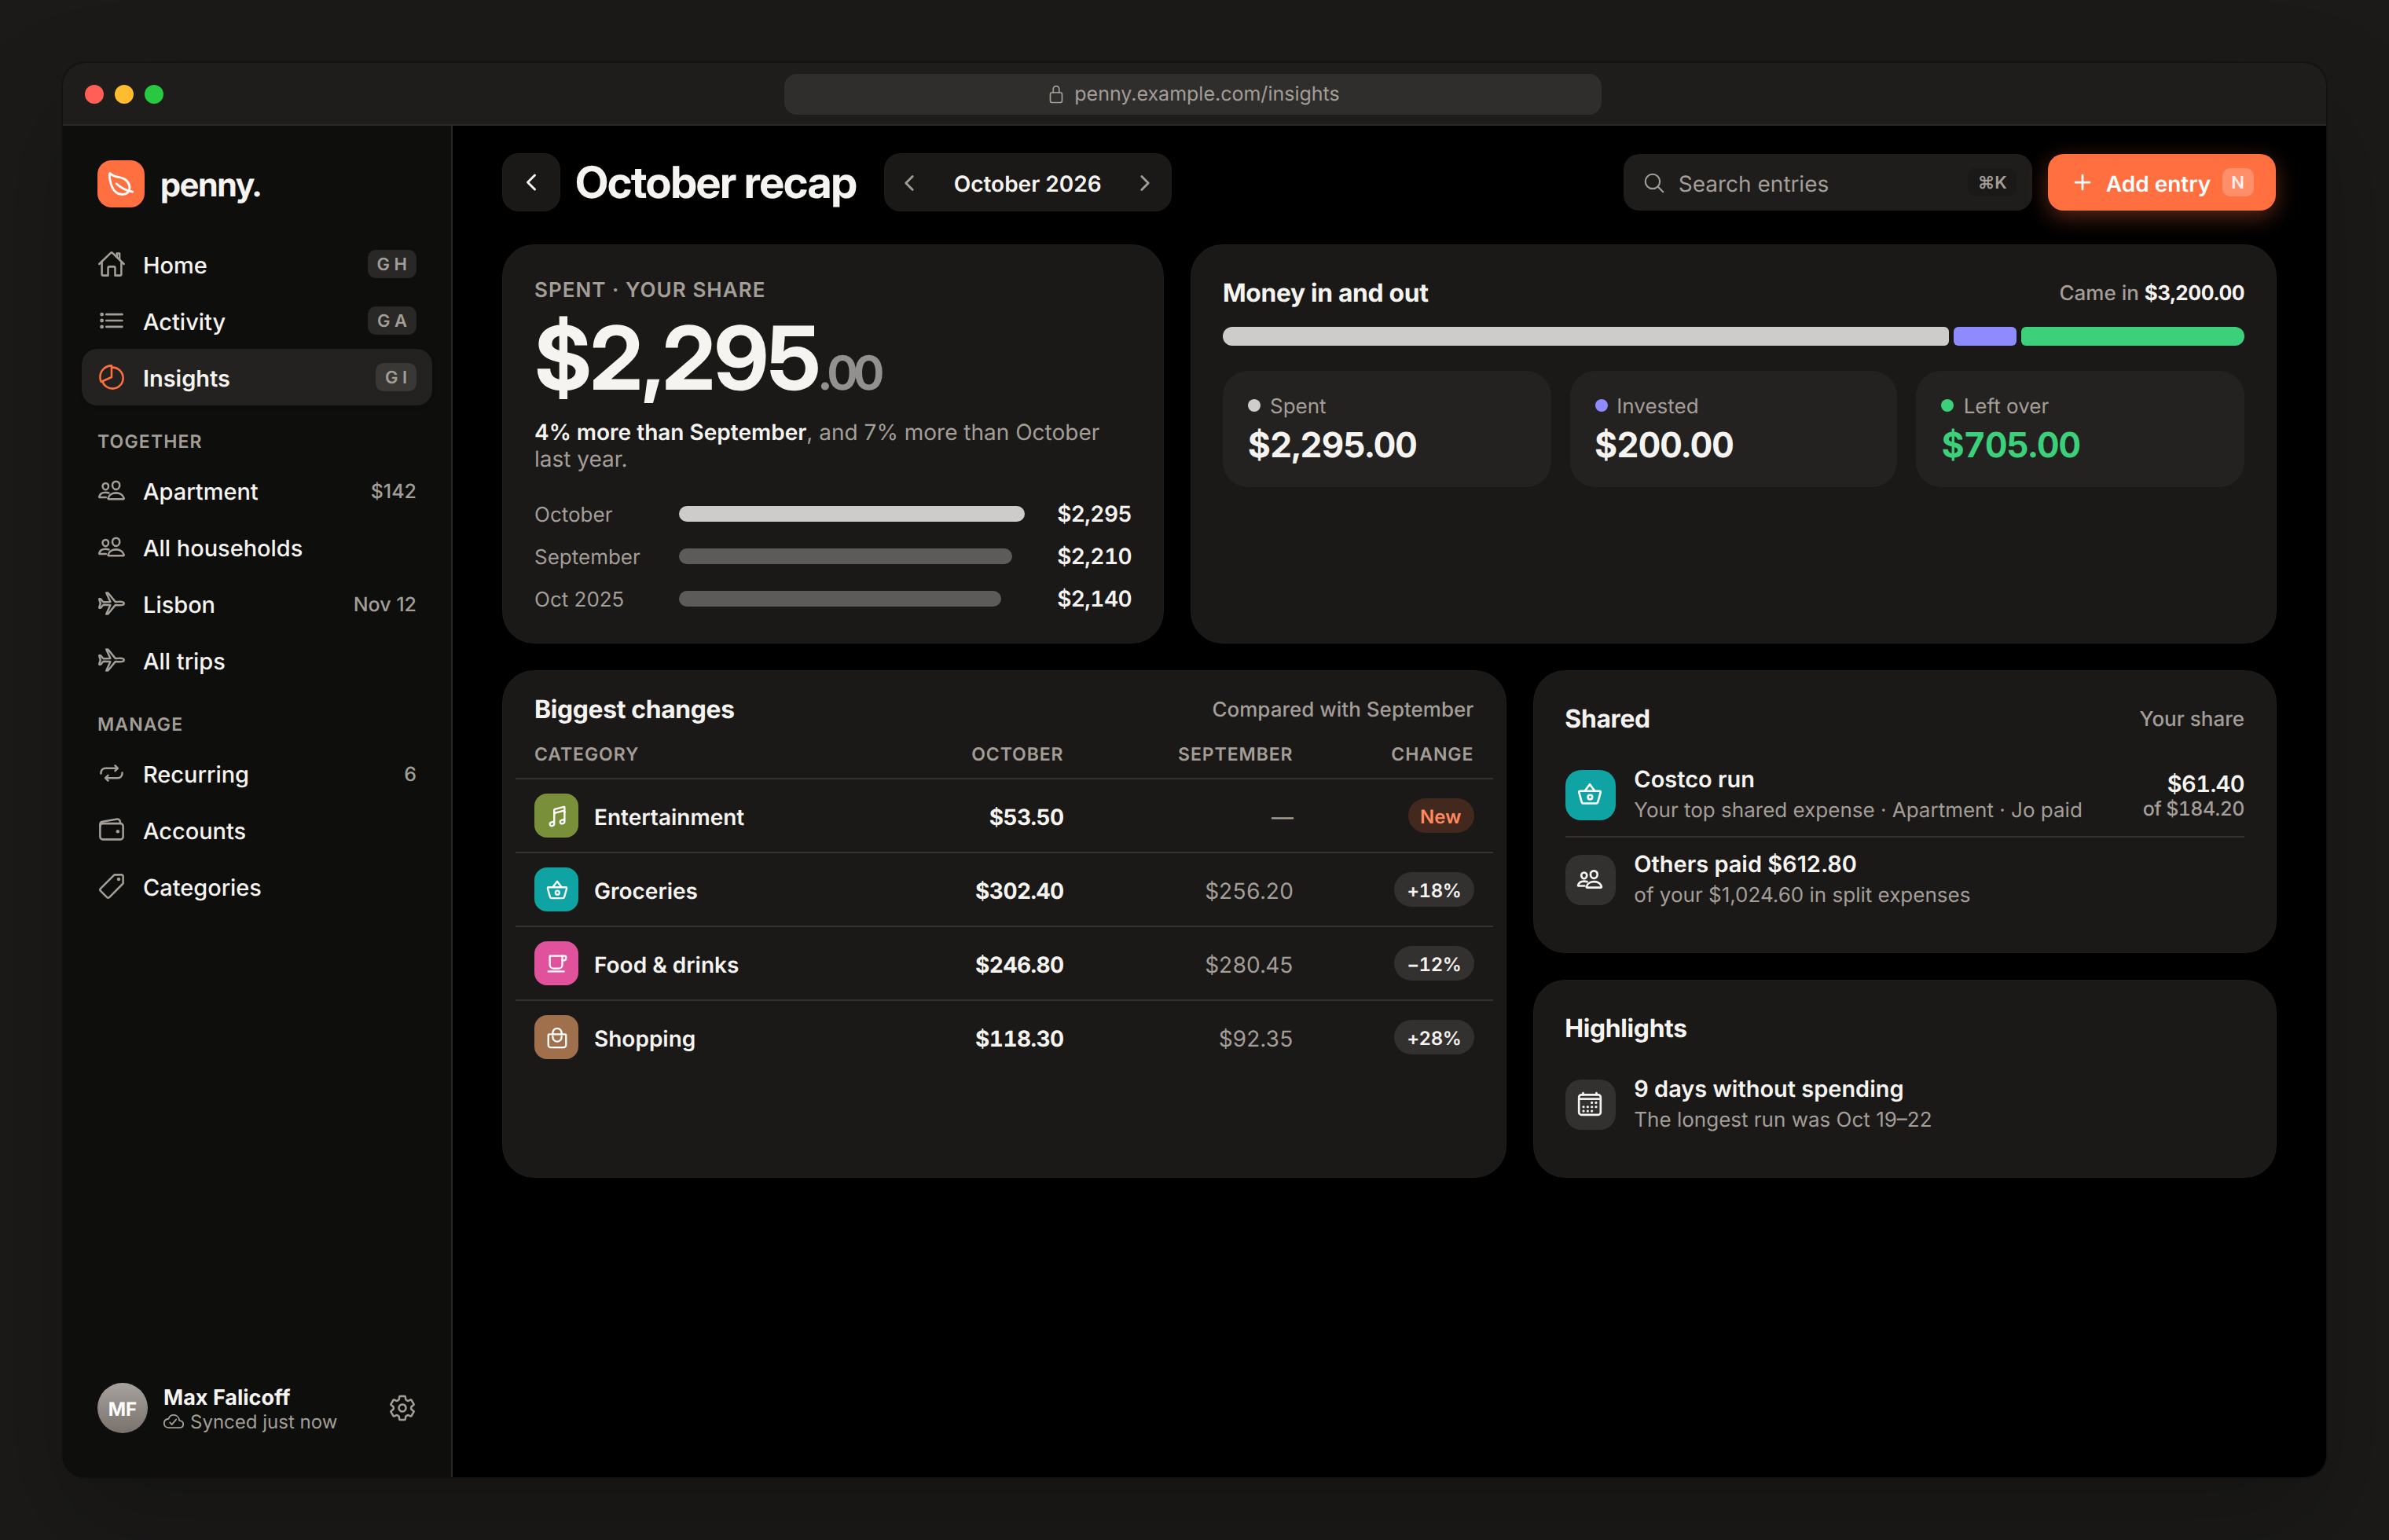 penny.example.com/insights
penny.
Home G H
Activity G A
Insights G I
TOGETHER
Apartment $142
All households
Lisbon Nov 12
All trips
MANAGE
Recurring 6
Accounts
Categories
MF
Max Falicoff
Synced just now
October recap
October 2026
Search entries ⌘K
+ Add entry N
SPENT · YOUR SHARE
$2,295.00
4% more than September, and 7% more than October
last year.
October $2,295
September $2,210
Oct 2025 $2,140
Money in and out
Came in $3,200.00
Spent
$2,295.00
Invested
$200.00
Left over
$705.00
Biggest changes
Compared with September
CATEGORY OCTOBER SEPTEMBER CHANGE
Entertainment $53.50 — New
Groceries $302.40 $256.20 +18%
Food & drinks $246.80 $280.45 −12%
Shopping $118.30 $92.35 +28%
Shared
Your share
Costco run
Your top shared expense · Apartment · Jo paid
$61.40
of $184.20
Others paid $612.80
of your $1,024.60 in split expenses
Highlights
9 days without spending
The longest run was Oct 19–22